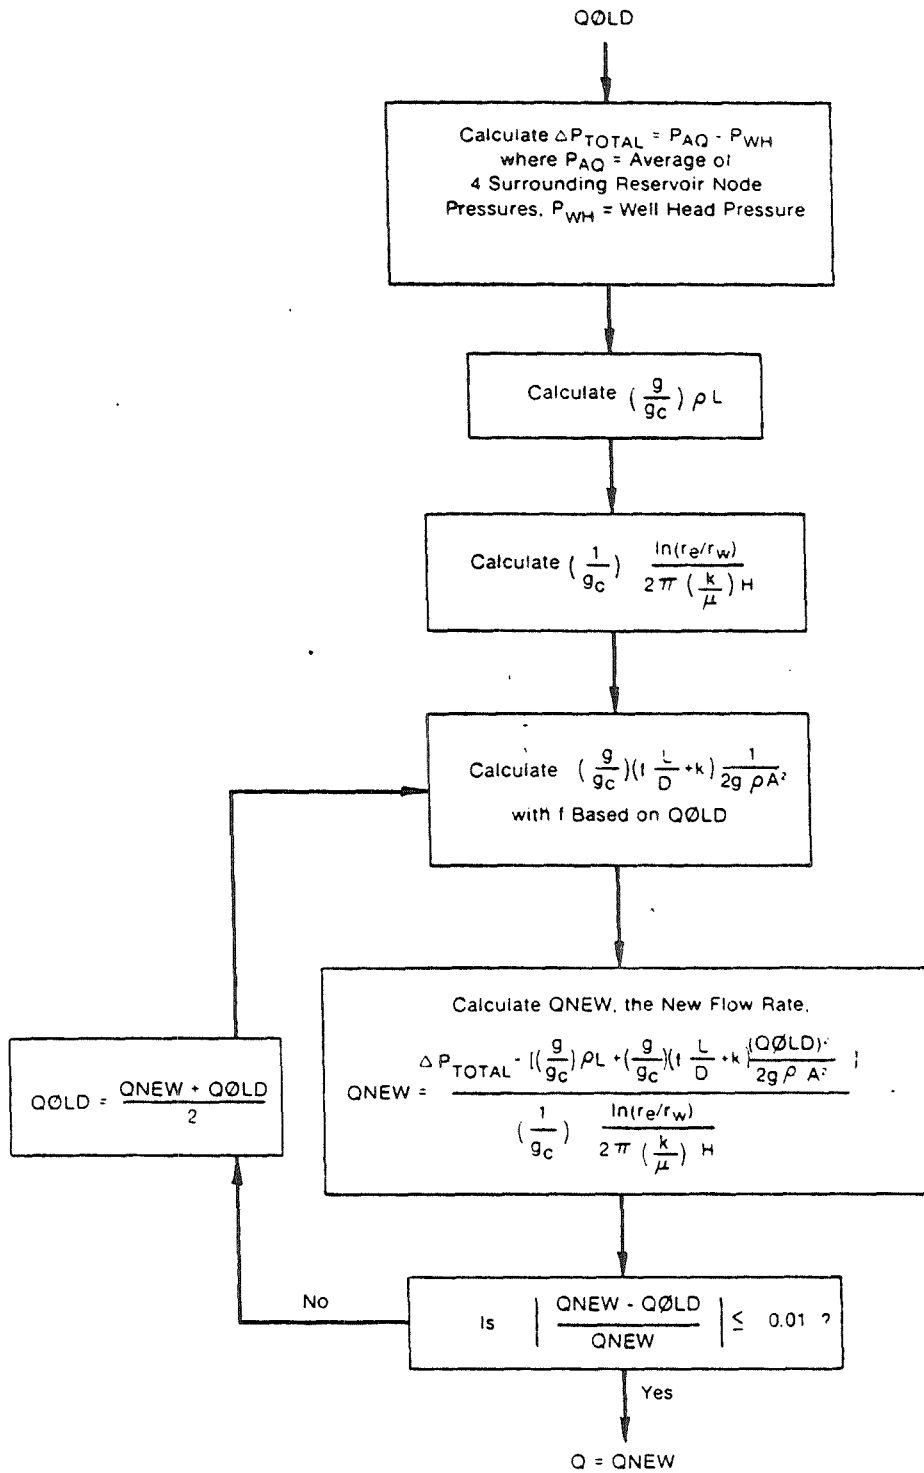 QØLD
Calculate ΔP_TOTAL = P_AQ - P_WH
where P_AQ = Average of
4 Surrounding Reservoir Node
Pressures, P_WH = Well Head Pressure
Calculate (g/g_c) ρ L
Calculate (1/g_c) ln(r_e/r_w) / 2π (k/μ) H
Calculate (g/g_c)(f L/D + k) 1/2g ρA²
with f Based on QØLD
Calculate QNEW, the New Flow Rate,
QNEW = ΔP_TOTAL - [(g/g_c) ρL + (g/g_c)(f L/D + k) (QØLD)²/2g ρ A²] / (1/g_c) ln(r_e/r_w) / 2π (k/μ) H
QØLD = QNEW + QØLD / 2
No
Is | QNEW - QØLD / QNEW | ≤ 0.01 ?
Yes
Q = QNEW